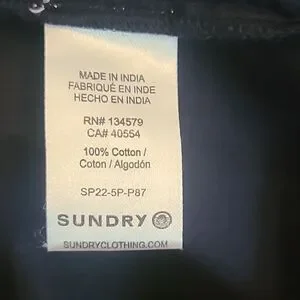 MADE IN INDIA
FABRIQUÉ EN INDE
HECHO EN INDIA
RN# 134579
CA# 40554
100% Cotton /
Coton / Algodón
SP22-5P-P87
SUNDRY
SUNDRYCLOTHING.COM